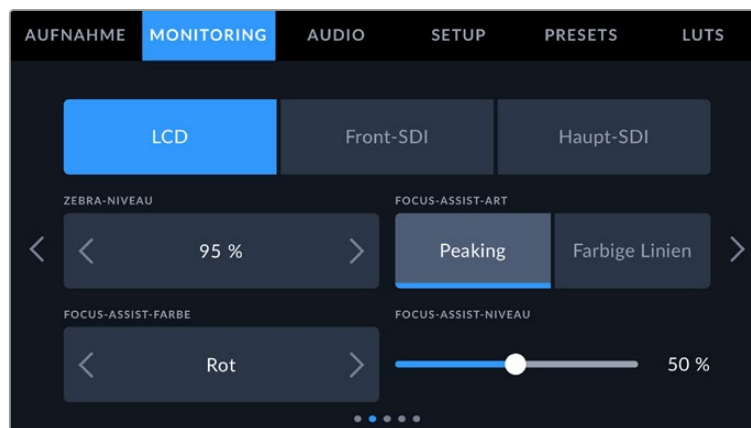 AUFNAHME MONITORING AUDIO SETUP PRESETS LUTS
LCD Front-SDI Haupt-SDI
ZEBRA-NIVEAU FOCUS-ASSIST-ART
95 % Peaking Farbige Linien
FOCUS-ASSIST-FARBE FOCUS-ASSIST-NIVEAU
Rot 50 %